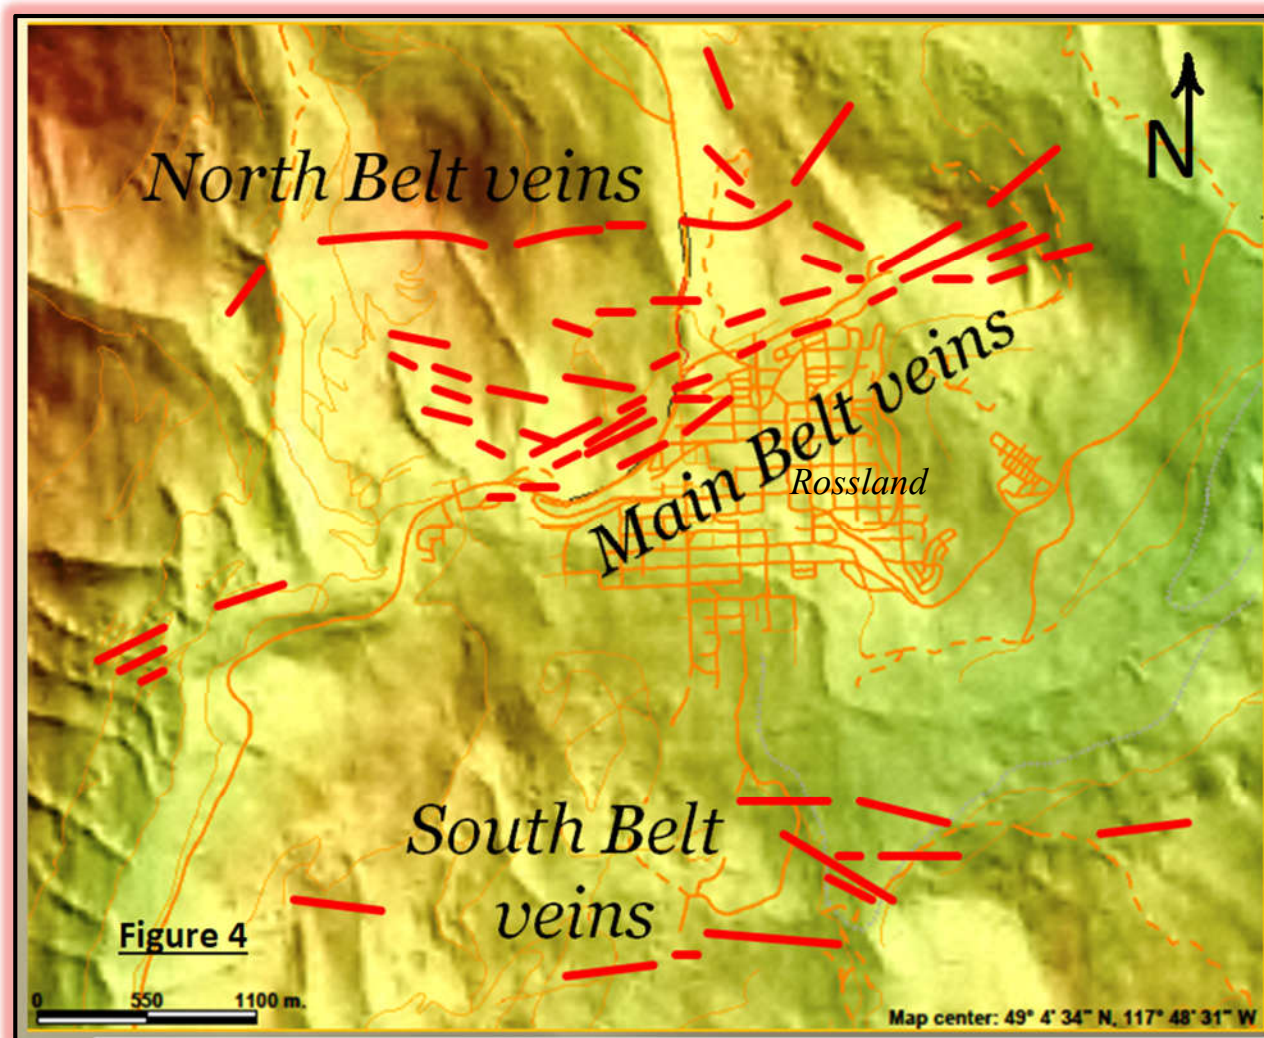 N
North Belt veins
Main Belt veins
Rossland
South Belt
veins
Figure 4
0 550 1100 m.
Map center: 49° 4' 34" N, 117° 48' 31" W